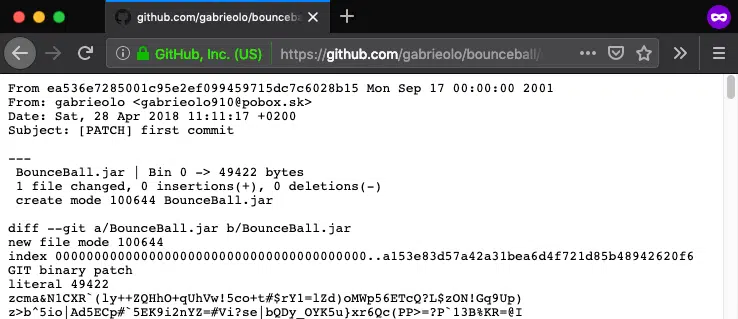 github.com/gabrieolo/bounceba
GitHub, Inc. (US)
https://github.com/gabrieolo/bounceball/
From ea536e7285001c95e2ef099459715dc7c6028b15 Mon Sep 17 00:00:00 2001
From: gabrieolo <gabrieolo910@pobox.sk>
Date: Sat, 28 Apr 2018 11:11:17 +0200
Subject: [PATCH] first commit
---
BounceBall.jar | Bin 0 -> 49422 bytes
1 file changed, 0 insertions(+), 0 deletions(-)
create mode 100644 BounceBall.jar
diff --git a/BounceBall.jar b/BounceBall.jar
new file mode 100644
index 0000000000000000000000000000000000000000..a153e83d57a42a31bea6d4f721d85b48942620f6
GIT binary patch
literal 49422
zcma&NlCXR`(ly++ZQHhO+qUhVw!5co+t#$rY1=lZd)oMWp56ETcQ?L$zON!Gq9Up)
z>b^5io|Ad5ECp#`5EK9i2nYZ=#Vi?se|bQDy_OYK5u}xr6Qc(PP>=?P`13B%KR=@I